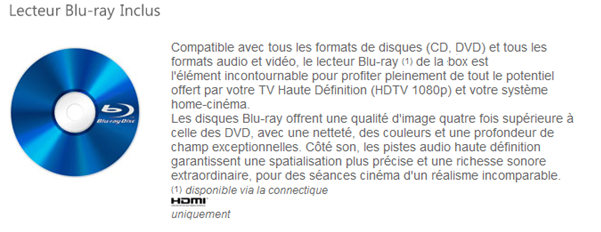 Lecteur Blu-ray Inclus
Compatible avec tous les formats de disques (CD, DVD) et tous les
formats audio et vidéo, le lecteur Blu-ray (1) de la box est
l'élément incontournable pour profiter pleinement de tout le potentiel
offert par votre TV Haute Définition (HDTV 1080p) et votre système
home-cinéma.
Les disques Blu-ray offrent une qualité d'image quatre fois supérieure à
celle des DVD, avec une netteté, des couleurs et une profondeur de
champ exceptionnelles. Côté son, les pistes audio haute définition
garantissent une spatialisation plus précise et une richesse sonore
extraordinaire, pour des séances cinéma d'un réalisme incomparable.
(1) disponible via la connectique
HDMI
uniquement
Blu-ray Disc